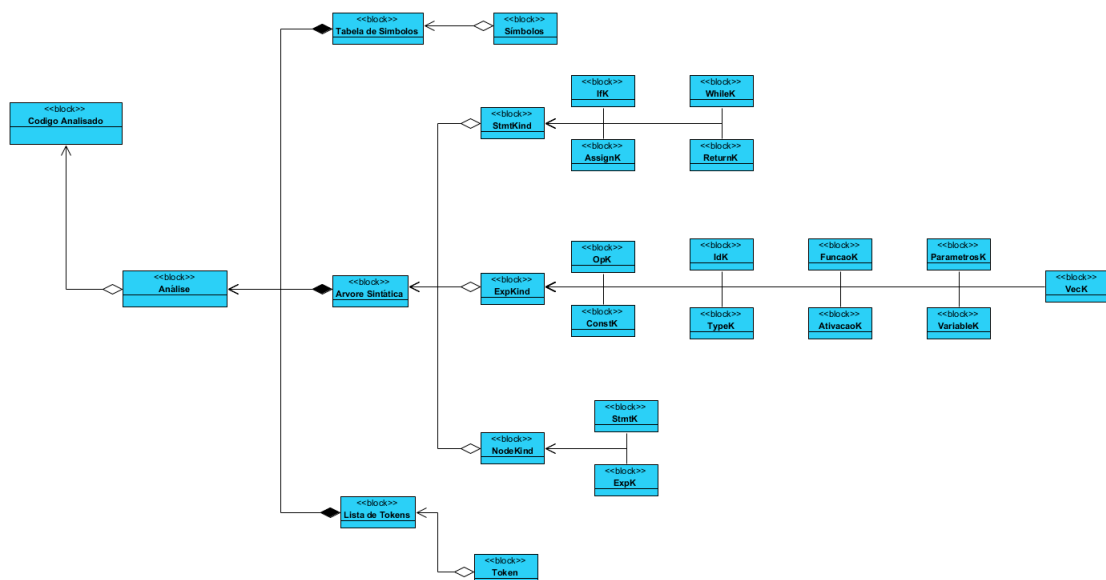 <<block>>
Tabela de Simbolos
<<block>>
Símbolos
<<block>>
IfK
<<block>>
WhileK
<<block>>
Codigo Analisado
<<block>>
StmtKind
<<block>>
AssignK
<<block>>
ReturnK
<<block>>
OpK
<<block>>
IdK
<<block>>
FuncaoK
<<block>>
ParametrosK
<<block>>
Análise
<<block>>
Arvore Sintática
<<block>>
ExpKind
<<block>>
VecK
<<block>>
ConstK
<<block>>
TypeK
<<block>>
AtivacaoK
<<block>>
VariableK
<<block>>
StmtK
<<block>>
NodeKind
<<block>>
ExpK
<<block>>
Lista de Tokens
<<block>>
Token